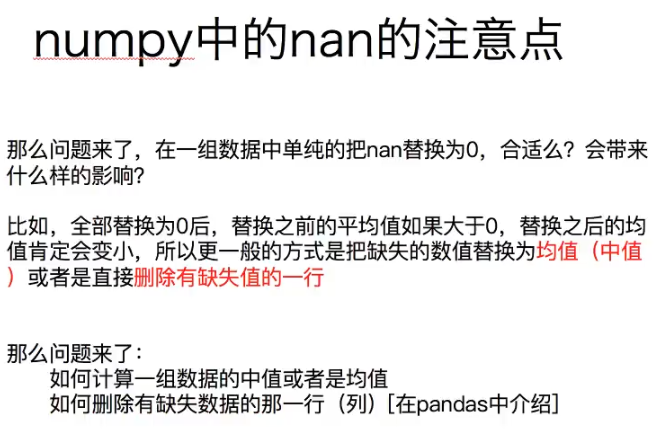 numpy中的nan的注意点
那么问题来了，在一组数据中单纯的把nan替换为0，合适么？会带来
什么样的影响？
比如，全部替换为0后，替换之前的平均值如果大于0，替换之后的均
值肯定会变小，所以更一般的方式是把缺失的数值替换为均值（中值
）或者是直接删除有缺失值的一行
那么问题来了：
如何计算一组数据的中值或者是均值
如何删除有缺失数据的那一行（列）[在pandas中介绍]